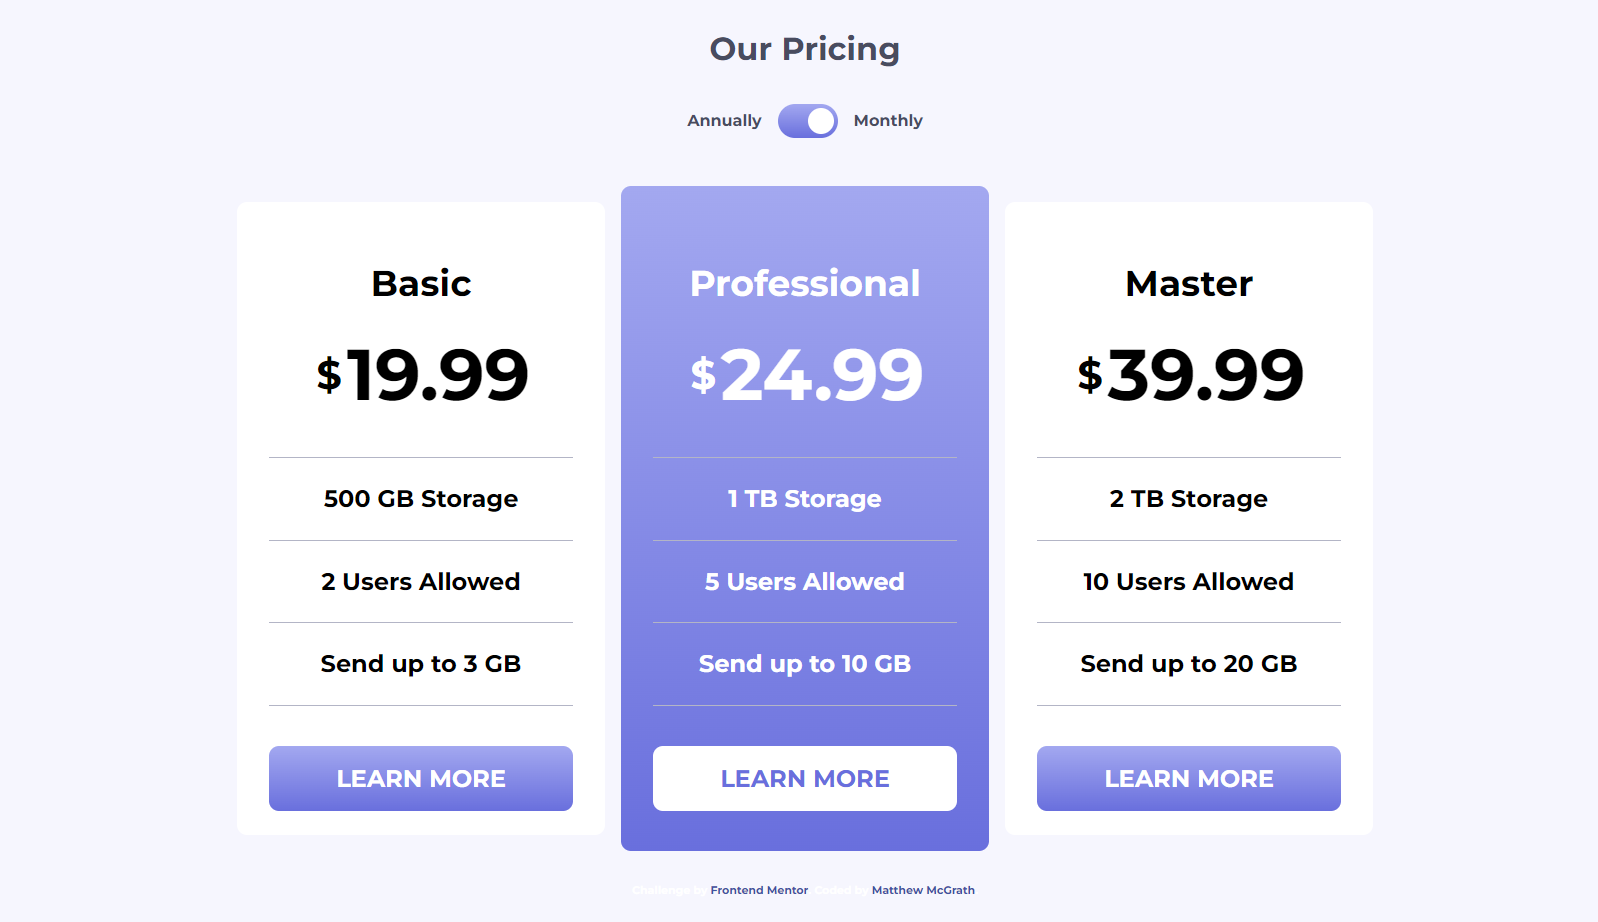 Our Pricing
Annually Monthly
Basic
$19.99
500 GB Storage
2 Users Allowed
Send up to 3 GB
LEARN MORE
Professional
$24.99
1 TB Storage
5 Users Allowed
Send up to 10 GB
LEARN MORE
Master
$39.99
2 TB Storage
10 Users Allowed
Send up to 20 GB
LEARN MORE
Challenge by Frontend Mentor. Coded by Matthew McGrath